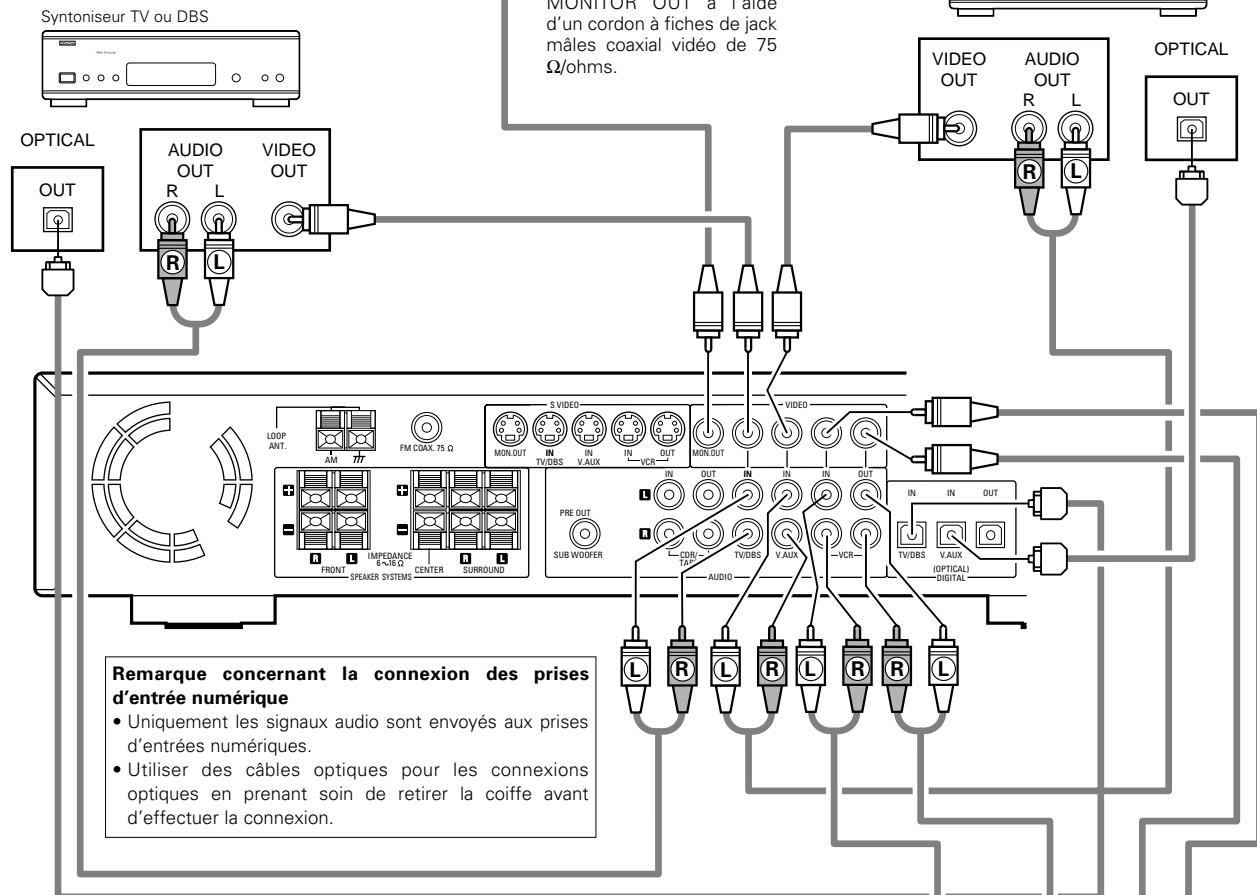 Syntoniseur TV ou DBS
MONITOR OUT à l'aide
d'un cordon à fiches de jack
mâles coaxial vidéo de 75
Ω/ohms.
OPTICAL
OUT
AUDIO
OUT
R L
VIDEO
OUT
R L
VIDEO
OUT
AUDIO
OUT
R L
R L
OPTICAL
OUT
LOOP
ANT.
AM
FM COAX. 75 Ω
S VIDEO
MON.OUT
IN
TV/DBS
IN
V.AUX
IN OUT
VCR
VIDEO
MON.OUT
IN OUT IN IN IN OUT
L
R
PRE OUT
SUB WOOFER
CDR/
TAPE
TV/DBS
V.AUX
VCR
AUDIO
IN IN OUT
TV/DBS V.AUX
(OPTICAL)
DIGITAL
+ +
− −
R L
FRONT
IMPEDANCE
6~16 Ω
CENTER
R L
SURROUND
SPEAKER SYSTEMS
L R L R L R R L
Remarque concernant la connexion des prises
d'entrée numérique
• Uniquement les signaux audio sont envoyés aux prises
d'entrées numériques.
• Utiliser des câbles optiques pour les connexions
optiques en prenant soin de retirer la coiffe avant
d'effectuer la connexion.